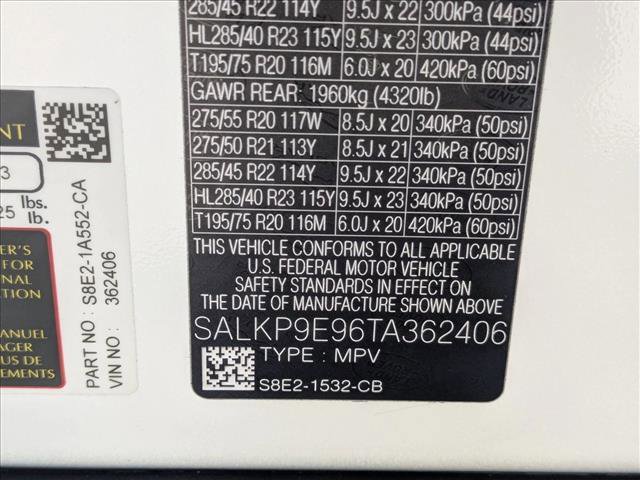 285/45 R22 114Y 9.5J x 22 300kPa (44psi)
HL285/40 R23 115Y 9.5J x 23 300kPa (44psi)
T195/75 R20 116M 6.0J x 20 420kPa (60psi)
GAWR REAR: 1960kg (4320lb)
275/55 R20 117W 8.5J x 20 340kPa (50psi)
275/50 R21 113Y 8.5J x 21 340kPa (50psi)
285/45 R22 114Y 9.5J x 22 340kPa (50psi)
HL285/40 R23 115Y 9.5J x 23 340kPa (50psi)
T195/75 R20 116M 6.0J x 20 420kPa (60psi)
THIS VEHICLE CONFORMS TO ALL APPLICABLE
U.S. FEDERAL MOTOR VEHICLE
SAFETY STANDARDS IN EFFECT ON
THE DATE OF MANUFACTURE SHOWN ABOVE
SALKP9E96TA362406
TYPE : MPV
S8E2-1532-CB
PART NO : S8E2-1A552-CA
VIN NO : 362406
3
25 lbs.
lb.
FOR
MANUEL
DE